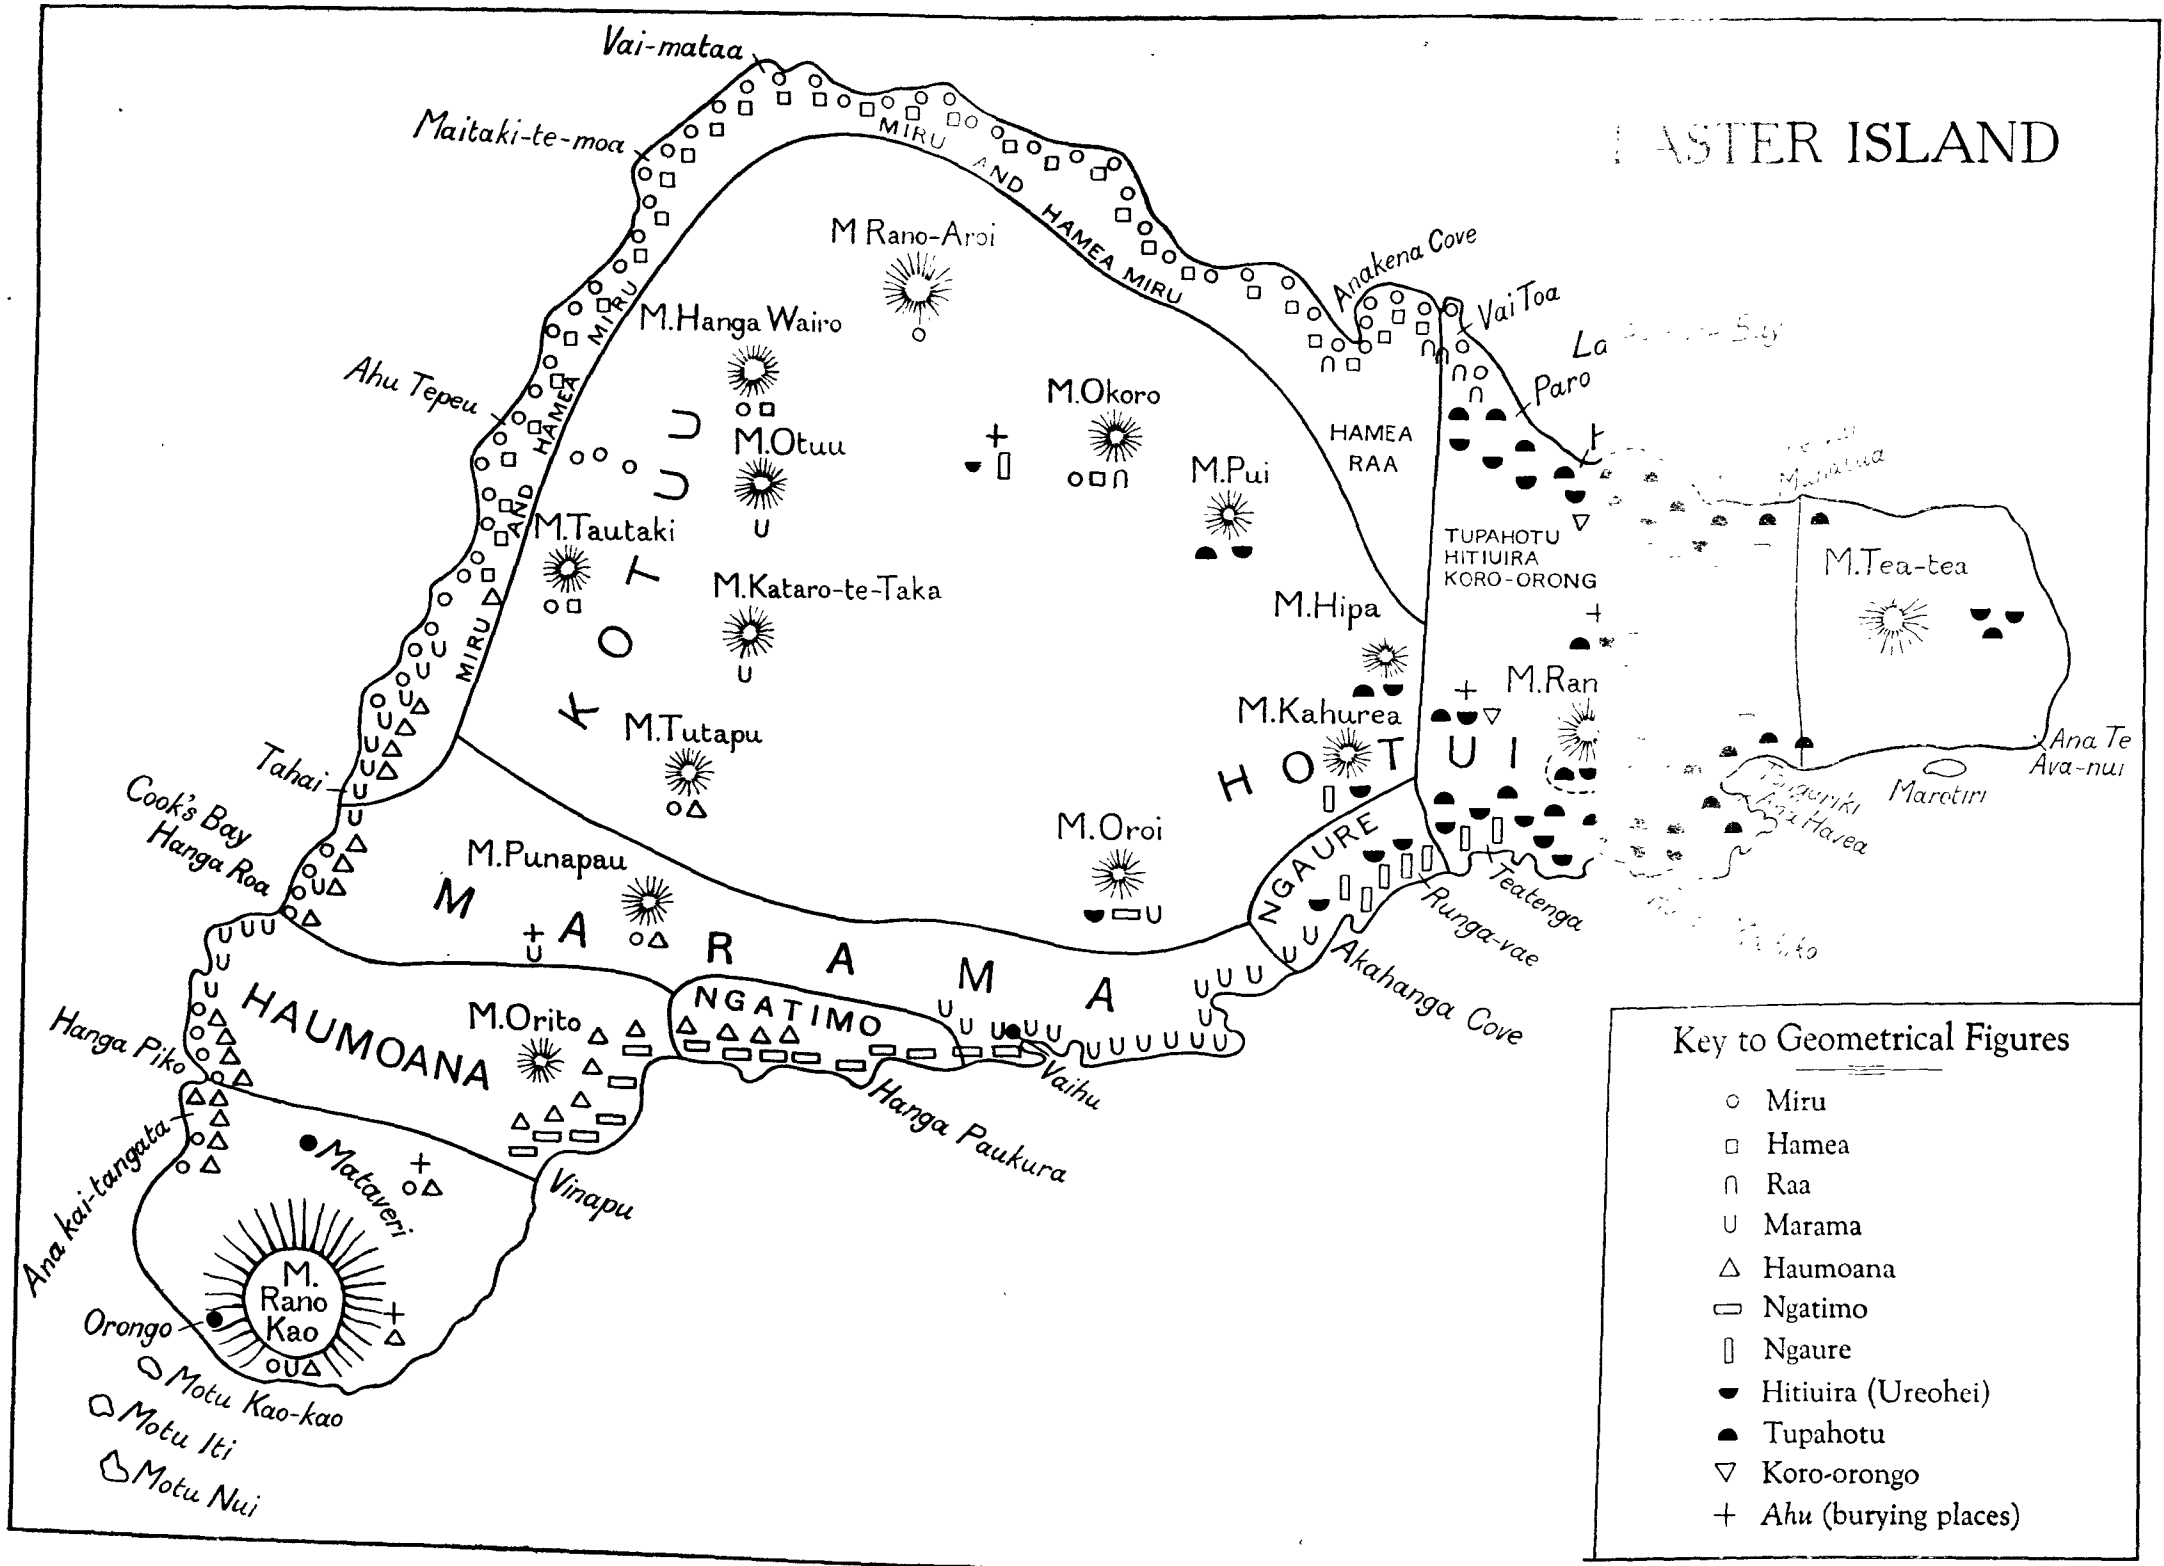 Vai-mataa
Maitaki-te-moa
ISLAND
MIRU AND HAMEA MIRU
M Rano-Aroi
Anakena Cove
Vai Toa
M. Hanga Wairo
MIRU AND HAMEA MIRU
Ahu Tepeu
Paro
M. Okoro
M. Otuu
HAMEA
RAA
M. Pui
KOTUU
M. Tautaki
TUPAHOTU
HITIUIRA
KORO-ORONG
M. Tea-tea
M. Kataro-te-Taka
M. Hipa
M. Ran
M. Kahurea
M. Tutapu
HOTUI
Tahai
Ana Te
Ava-nui
Marotiri
Cook's Bay
Hanga Roa
M. Oroi
NGAURE
M. Punapau
Teatenga
Runga-vae
MARAMA
Akahanga Cove
HAUMOANA
NGATIMO
M. Orito
Hanga Piko
Vaihu
Hanga Paukura
Ana kai-tangata
Mataveri
Vinapu
M.
Rano
Kao
Orongo
Motu Kao-kao
Motu Iti
Motu Nui
Key to Geometrical Figures
Miru
Hamea
Raa
Marama
Haumoana
Ngatimo
Ngaure
Hitiuira (Ureohei)
Tupahotu
Koro-orongo
Ahu (burying places)